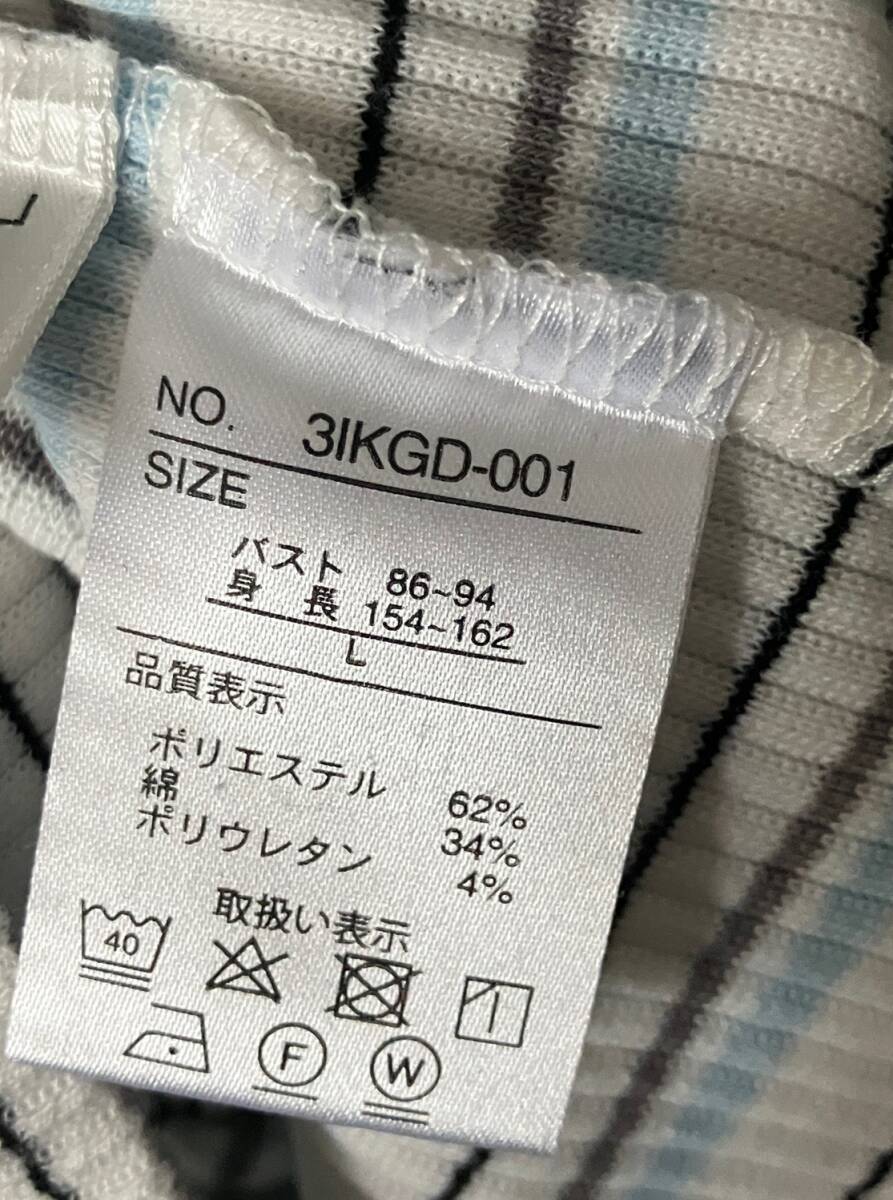 NO. 3IKGD-001
SIZE
バスト 86~94
身 長 154~162
L
品質表示
ポリエステル 62%
綿 34%
ポリウレタン 4%
取扱い表示
40
F W